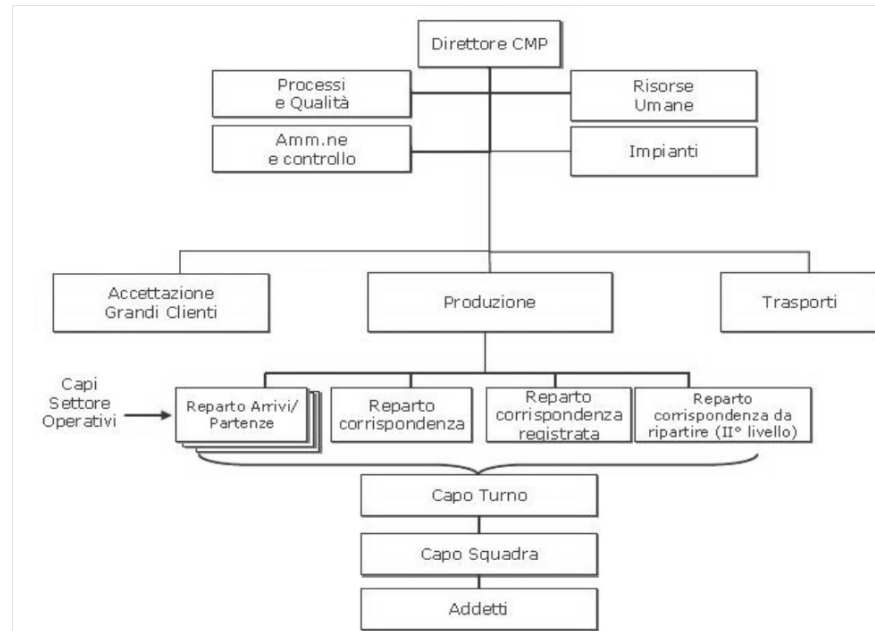 Direttore CMP
Processi
e Qualità
Risorse
Umane
Amm.ne
e controllo
Impianti
Accettazione
Grandi Clienti
Produzione
Trasporti
Capi
Settore
Operativi
Reparto Arrivi/
Partenze
Reparto
corrispondenza
Reparto
corrispondenza
registrata
Reparto
corrispondenza da
ripartire (II° livello)
Capo Turno
Capo Squadra
Addetti